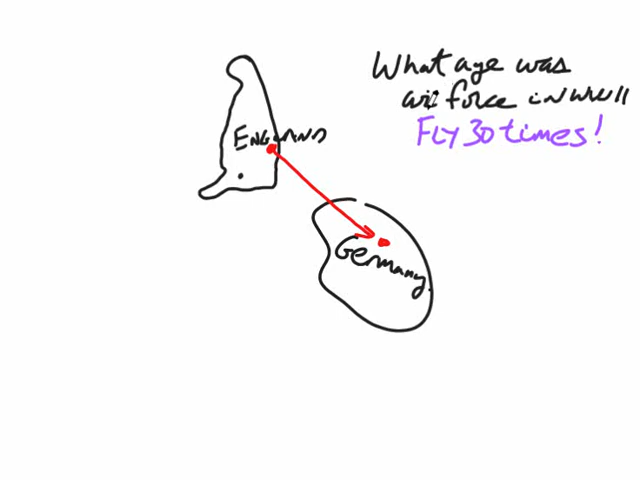 What age was
air force in WWII
FLY 30 times!
ENGLAND
Germany.